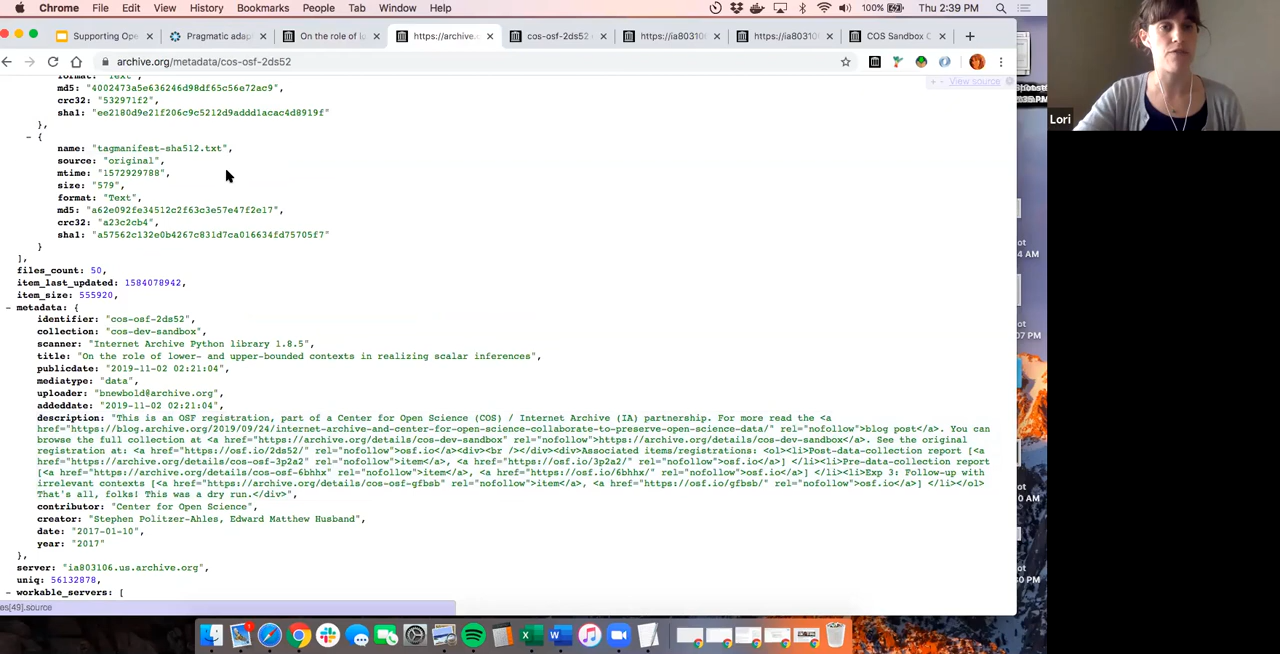 Chrome File Edit View History Bookmarks People Tab Window Help 100% Thu 2:39 PM
Supporting Ope On the role of lo https://archive. cos-osf-2ds52 https://ia803106 https://ia803106 COS Sandbox C
Pragmatic adap
archive.org/metadata/cos-osf-2ds52
Lori
+ - View source
format: "Text",
md5: "4002473a5e636246d98df65c56e72ac9",
crc32: "532971f2",
sha1: "ee2180d9e21f206c9c5212d9addd1acac4d8919f"
},
- {
name: "tagmanifest-sha512.txt",
source: "original",
mtime: "1572929788",
size: "579",
format: "Text",
md5: "a62e092fe34512c2f63c3e57e47f2e17",
crc32: "a23c2cb4",
sha1: "a57562c132e0b4267c831d7ca016634fd75705f7"
}
],
files_count: 50,
item_last_updated: 1584078942,
item_size: 555920,
- metadata: {
identifier: "cos-osf-2ds52",
collection: "cos-dev-sandbox",
scanner: "Internet Archive Python library 1.8.5",
title: "On the role of lower- and upper-bounded contexts in realizing scalar inferences",
publicdate: "2019-11-02 02:21:04",
mediatype: "data",
uploader: "bnewbold@archive.org",
addeddate: "2019-11-02 02:21:04",
description: "This is an OSF registration, part of a Center for Open Science (COS) / Internet Archive (IA) partnership. For more read the <a
href="https://blog.archive.org/2019/09/24/internet-archive-and-center-for-open-science-collaborate-to-preserve-open-science-data/" rel="nofollow">blog post</a>. You can
browse the full collection at <a href="https://archive.org/details/cos-dev-sandbox" rel="nofollow">https://archive.org/details/cos-dev-sandbox</a>. See the original
registration at: <a href="https://osf.io/2ds52/" rel="nofollow">osf.io</a><div><br /></div><div>Associated items/registrations: <ol><li>Post-data-collection report [<a
href="https://archive.org/details/cos-osf-3p2a2" rel="nofollow">item</a>, <a href="https://osf.io/3p2a2/" rel="nofollow">osf.io</a>] </li><li>Pre-data-collection report
[<a href="https://archive.org/details/cos-osf-6bhhx" rel="nofollow">item</a>, <a href="https://osf.io/6bhhx/" rel="nofollow">osf.io</a>] </li><li>Exp 3: Follow-up with
irrelevant contexts [<a href="https://archive.org/details/cos-osf-gfbsb" rel="nofollow">item</a>, <a href="https://osf.io/gfbsb/" rel="nofollow">osf.io</a>] </li></ol>
That's all, folks! This was a dry run.</div>",
contributor: "Center for Open Science",
creator: "Stephen Politzer-Ahles, Edward Matthew Husband",
date: "2017-01-10",
year: "2017"
},
server: "ia803106.us.archive.org",
uniq: 56132878,
- workable_servers: [
es[49].source